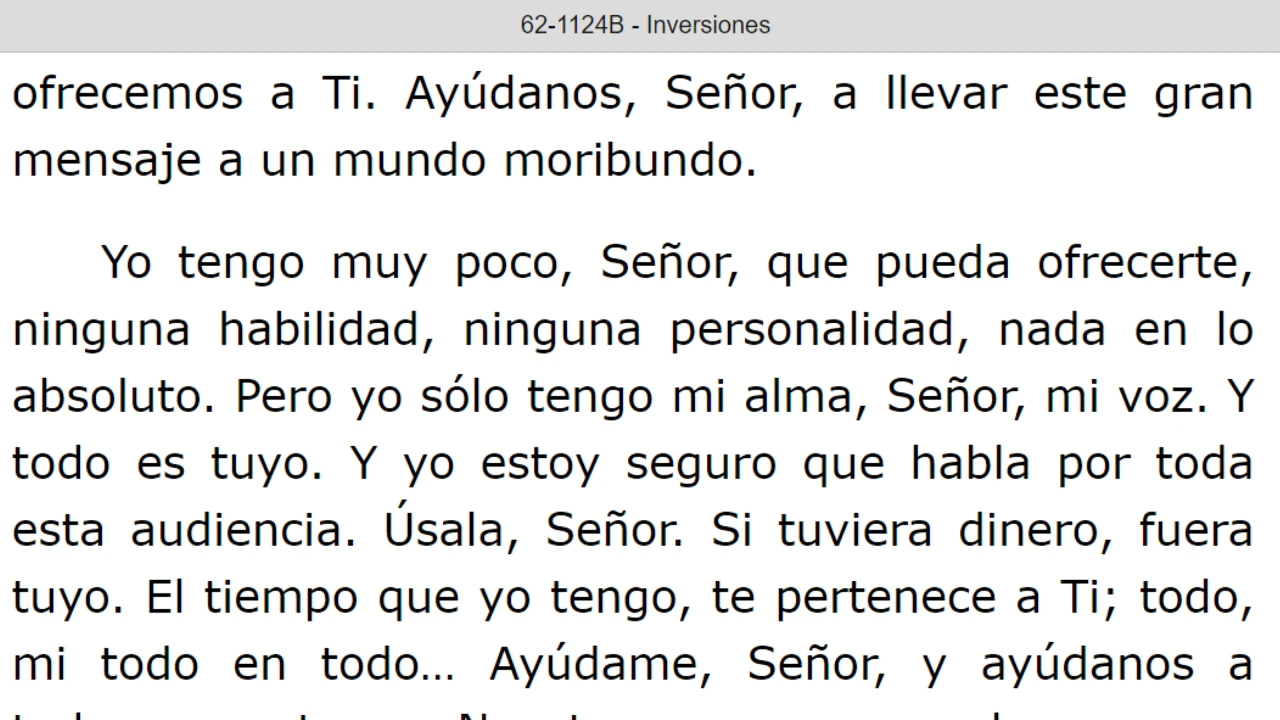 62-1124B - Inversiones
ofrecemos a Ti. Ayúdanos, Señor, a llevar este gran
mensaje a un mundo moribundo.
Yo tengo muy poco, Señor, que pueda ofrecerte,
ninguna habilidad, ninguna personalidad, nada en lo
absoluto. Pero yo sólo tengo mi alma, Señor, mi voz. Y
todo es tuyo. Y yo estoy seguro que habla por toda
esta audiencia. Úsala, Señor. Si tuviera dinero, fuera
tuyo. El tiempo que yo tengo, te pertenece a Ti; todo,
mi todo en todo… Ayúdame, Señor, y ayúdanos a